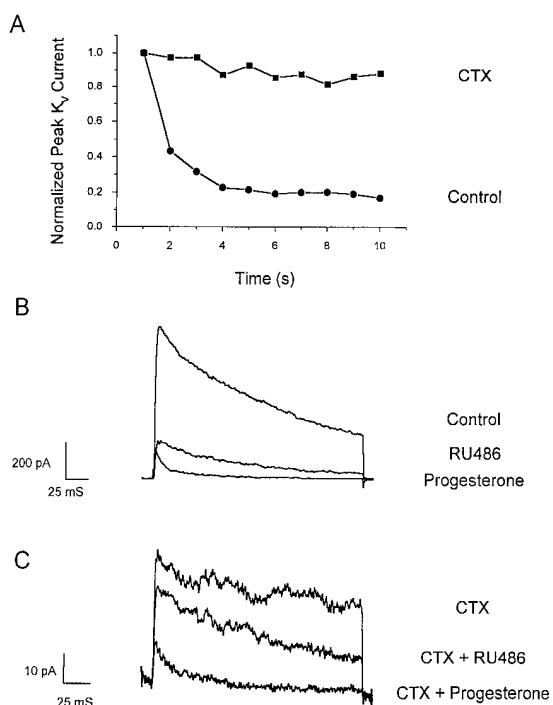 A
Normalized Peak Kv Current
1.0
0.8
0.6
0.4
0.2
0.0
0
2
4
6
8
10
Time (s)
CTX
Control
B
200 pA
25 mS
Control
RU486
Progesterone
C
10 pA
25 mS
CTX
CTX + RU486
CTX + Progesterone